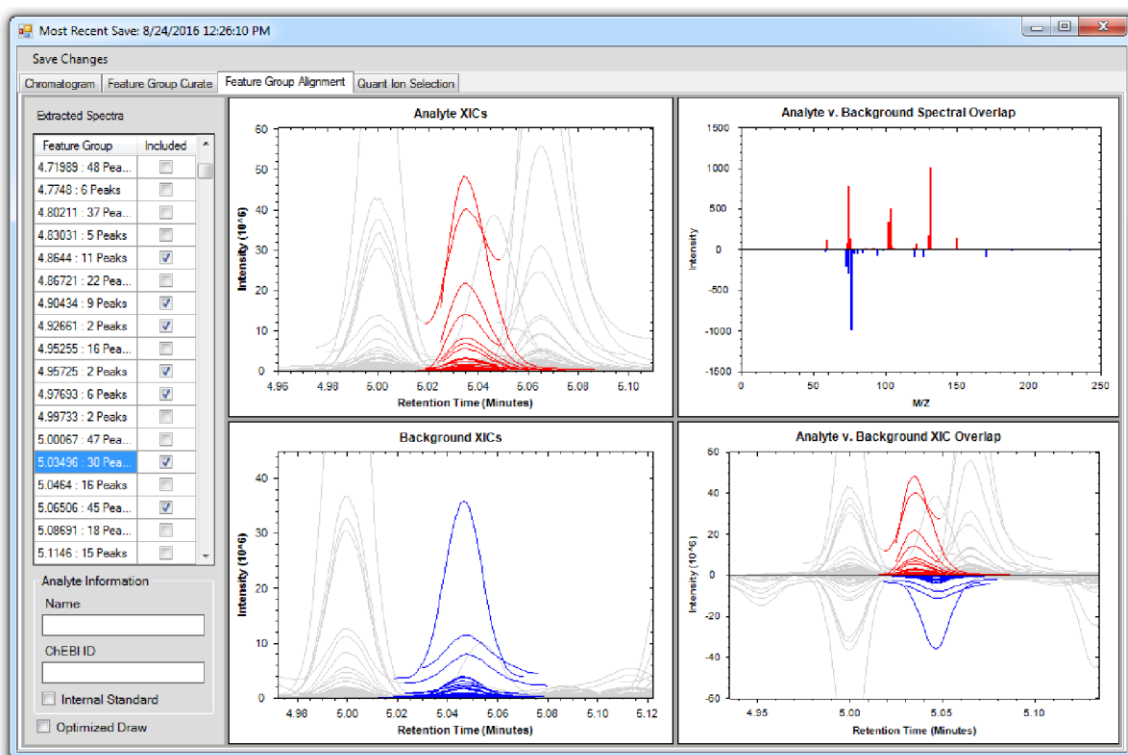 Most Recent Save: 8/24/2016 12:26:10 PM
Save Changes
Chromatogram Feature Group Curate Feature Group Alignment Quant Ion Selection
Extracted Spectra
Feature Group Included
4.71989 : 48 Pea...
4.7748 : 6 Peaks
4.80211 : 37 Pea...
4.83031 : 5 Peaks
4.8644 : 11 Peaks
4.86721 : 22 Pea...
4.90434 : 9 Peaks
4.92661 : 2 Peaks
4.95255 : 16 Peaks
4.95725 : 2 Peaks
4.97693 : 6 Peaks
4.99733 : 2 Peaks
5.00067 : 47 Pea...
5.03496 : 30 Pea...
5.0464 : 16 Peaks
5.06506 : 45 Peaks
5.08691 : 18 Pea...
5.1146 : 15 Peaks
Analyte Information
Name
ChEBI ID
Internal Standard
Optimized Draw
Analyte XICs
Intensity (10^6)
60
50
40
30
20
10
0
4.96 4.98 5.00 5.02 5.04 5.06 5.08 5.10
Retention Time (Minutes)
Analyte v. Background Spectral Overlap
Intensity
1500
1000
500
0
-500
-1000
-1500
0 50 100 150 200 250
M/Z
Background XICs
Intensity (10^6)
40
30
20
10
0
4.98 5.00 5.02 5.04 5.06 5.08 5.10 5.12
Retention Time (Minutes)
Analyte v. Background XIC Overlap
Intensity (10^6)
60
40
20
0
-20
-40
-60
4.95 5.00 5.05 5.10
Retention Time (Minutes)